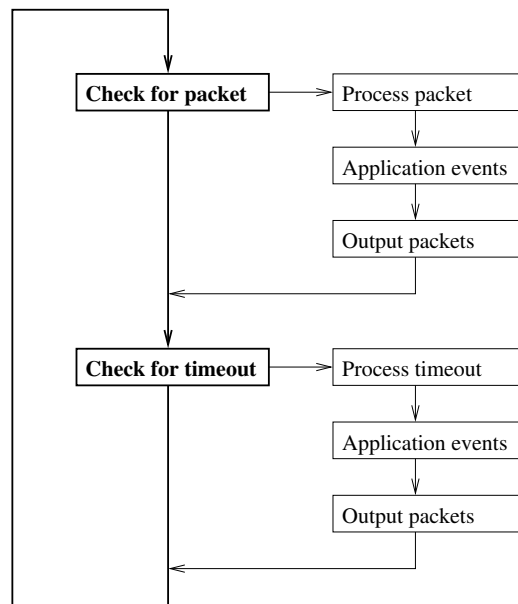 Check for packet
Process packet
Application events
Output packets
Check for timeout
Process timeout
Application events
Output packets